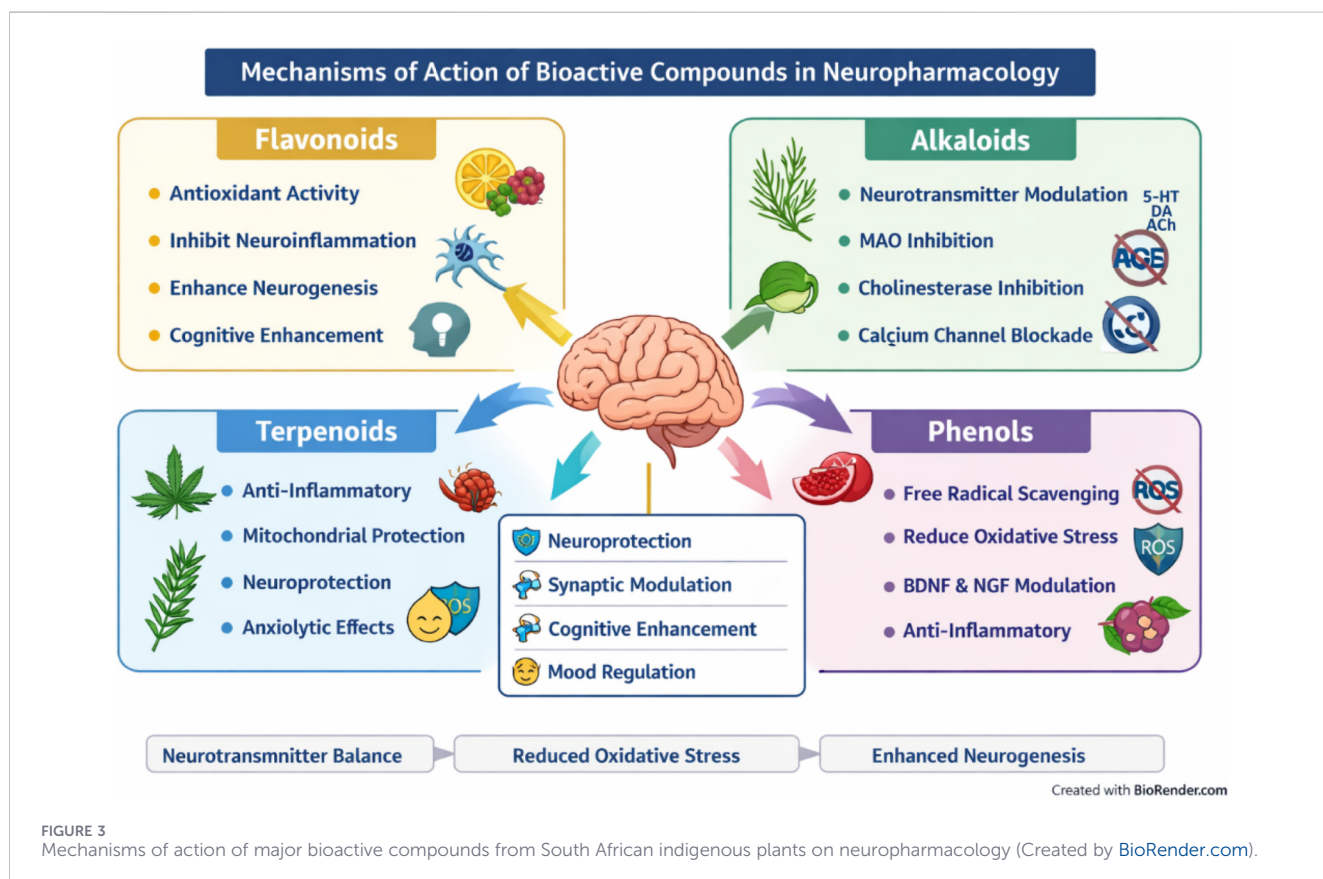 Mechanisms of Action of Bioactive Compounds in Neuropharmacology
Flavonoids
Antioxidant Activity
Inhibit Neuroinflammation
Enhance Neurogenesis
Cognitive Enhancement
Alkaloids
Neurotransmitter Modulation
5-HT
DA
ACh
MAO Inhibition
Cholinesterase Inhibition
Calçium Channel Blockade
Terpenoids
Anti-Inflammatory
Mitochondrial Protection
Neuroprotection
Anxiolytic Effects
Neuroprotection
Synaptic Modulation
Cognitive Enhancement
Mood Regulation
Phenols
Free Radical Scavenging
ROS
Reduce Oxidative Stress
ROS
BDNF & NGF Modulation
Anti-Inflammatory
Neurotransmnitter Balance
Reduced Oxidative Stress
Enhanced Neurogenesis
Created with BioRender.com
FIGURE 3
Mechanisms of action of major bioactive compounds from South African indigenous plants on neuropharmacology (Created by BioRender.com).